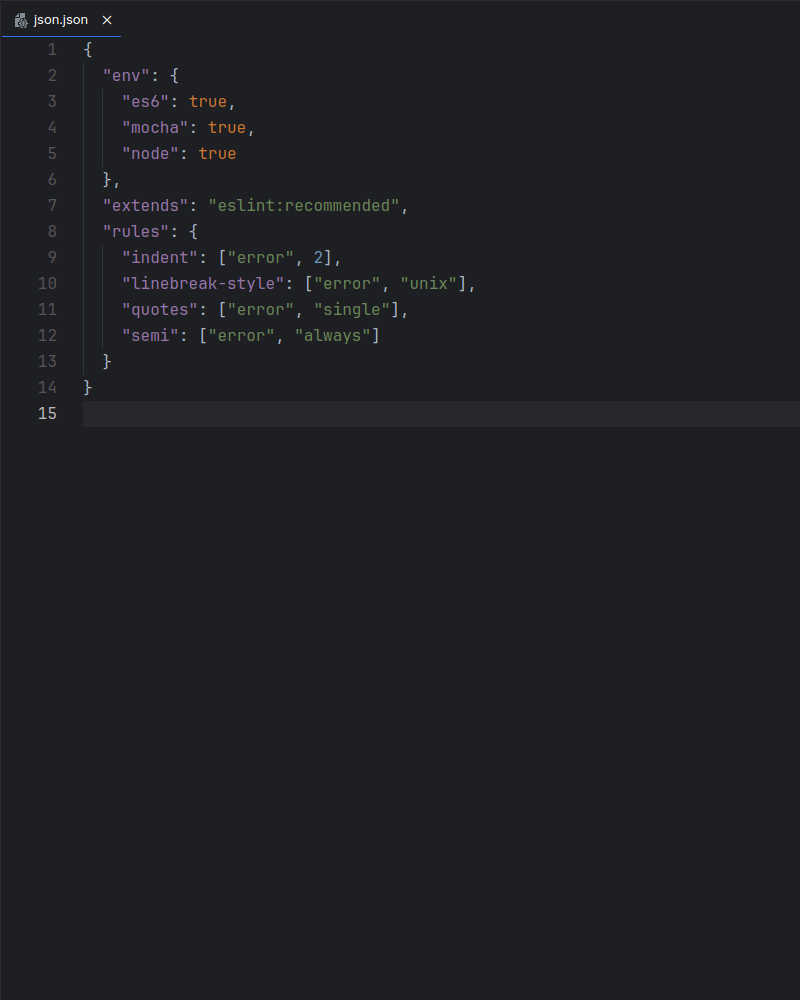 json.json
1 {
2   "env": {
3     "es6": true,
4     "mocha": true,
5     "node": true
6   },
7   "extends": "eslint:recommended",
8   "rules": {
9     "indent": ["error", 2],
10     "linebreak-style": ["error", "unix"],
11     "quotes": ["error", "single"],
12     "semi": ["error", "always"]
13   }
14 }
15